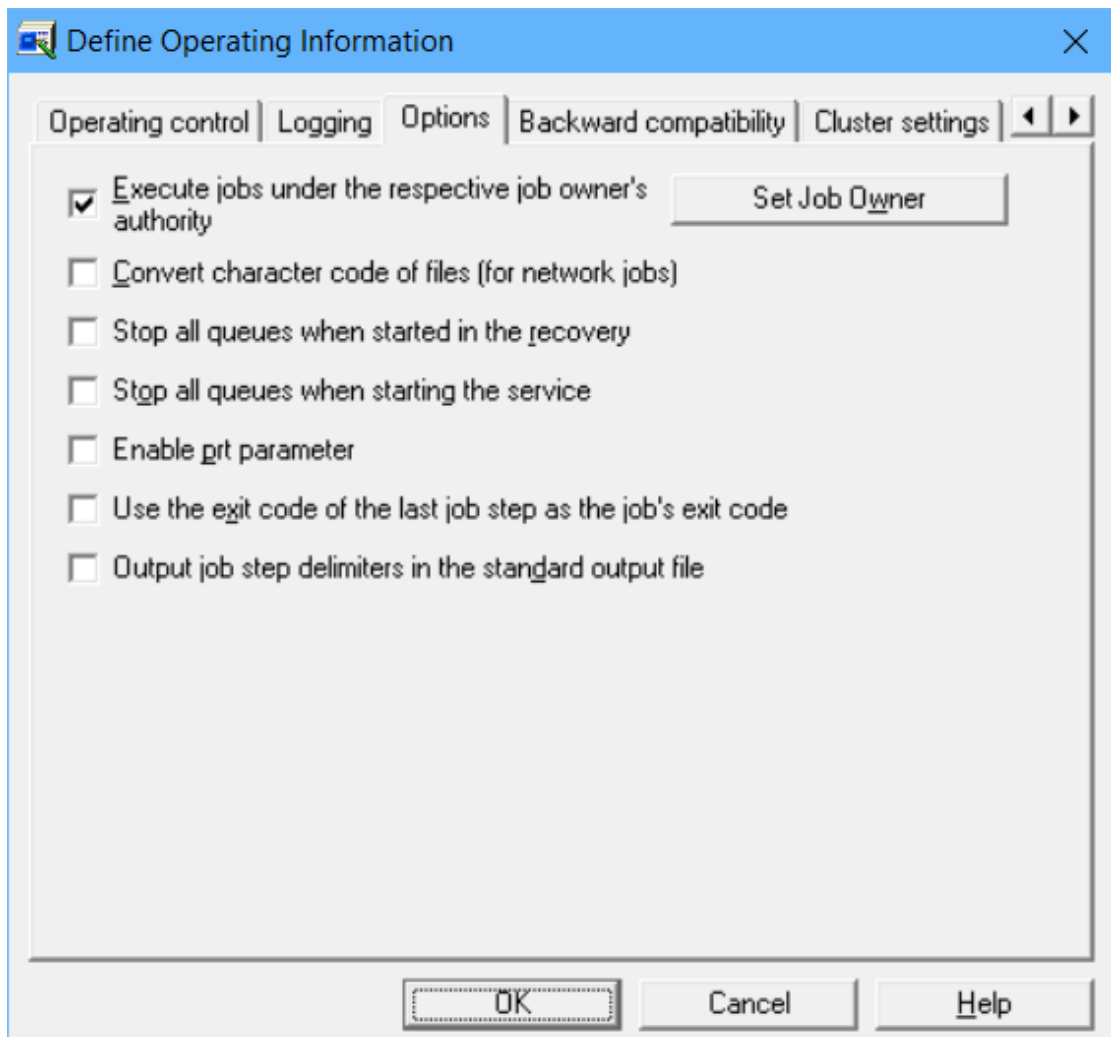 Define Operating Information
Operating control
Logging
Options
Backward compatibility
Cluster settings
Execute jobs under the respective job owner's
authority
Set Job Owner
Convert character code of files (for network jobs)
Stop all queues when started in the recovery
Stop all queues when starting the service
Enable prt parameter
Use the exit code of the last job step as the job's exit code
Output job step delimiters in the standard output file
OK
Cancel
Help